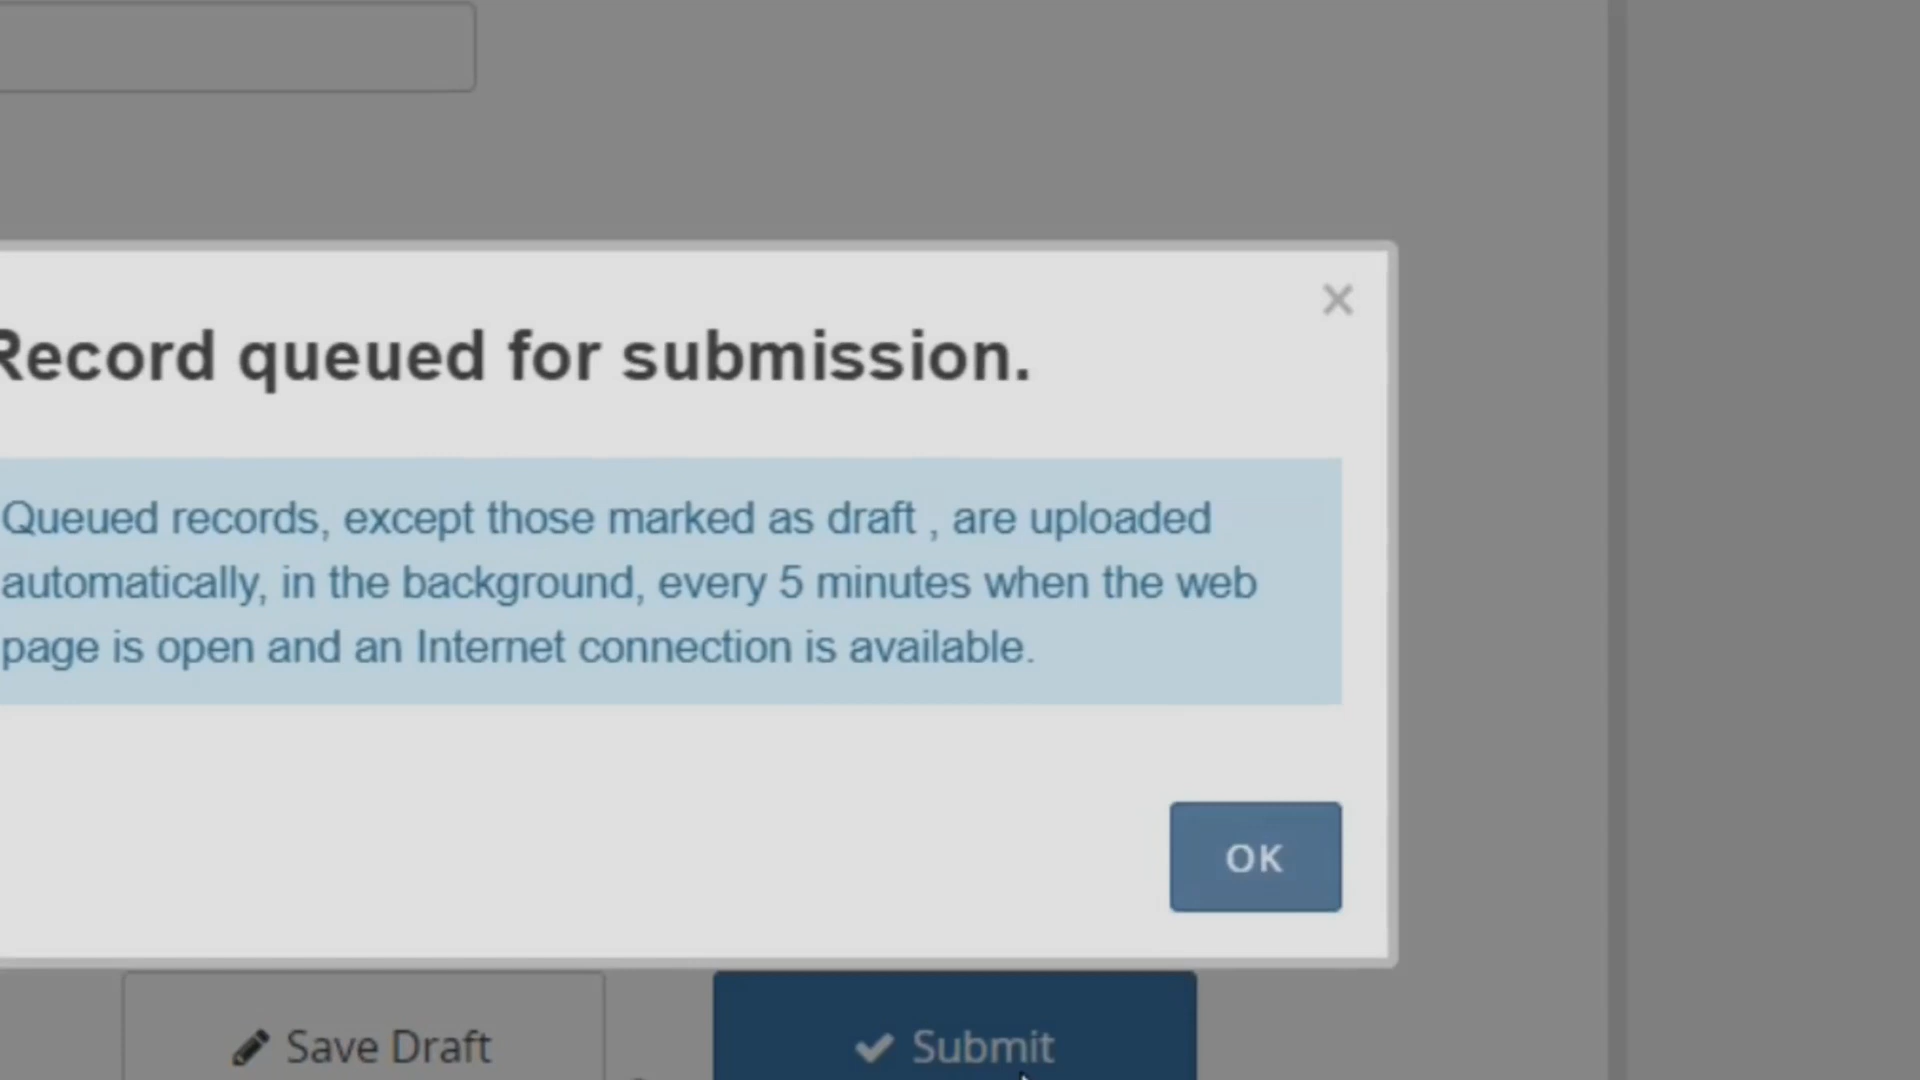 Record queued for submission.
Queued records, except those marked as draft , are uploaded
automatically, in the background, every 5 minutes when the web
page is open and an Internet connection is available.
OK
Save Draft
Submit